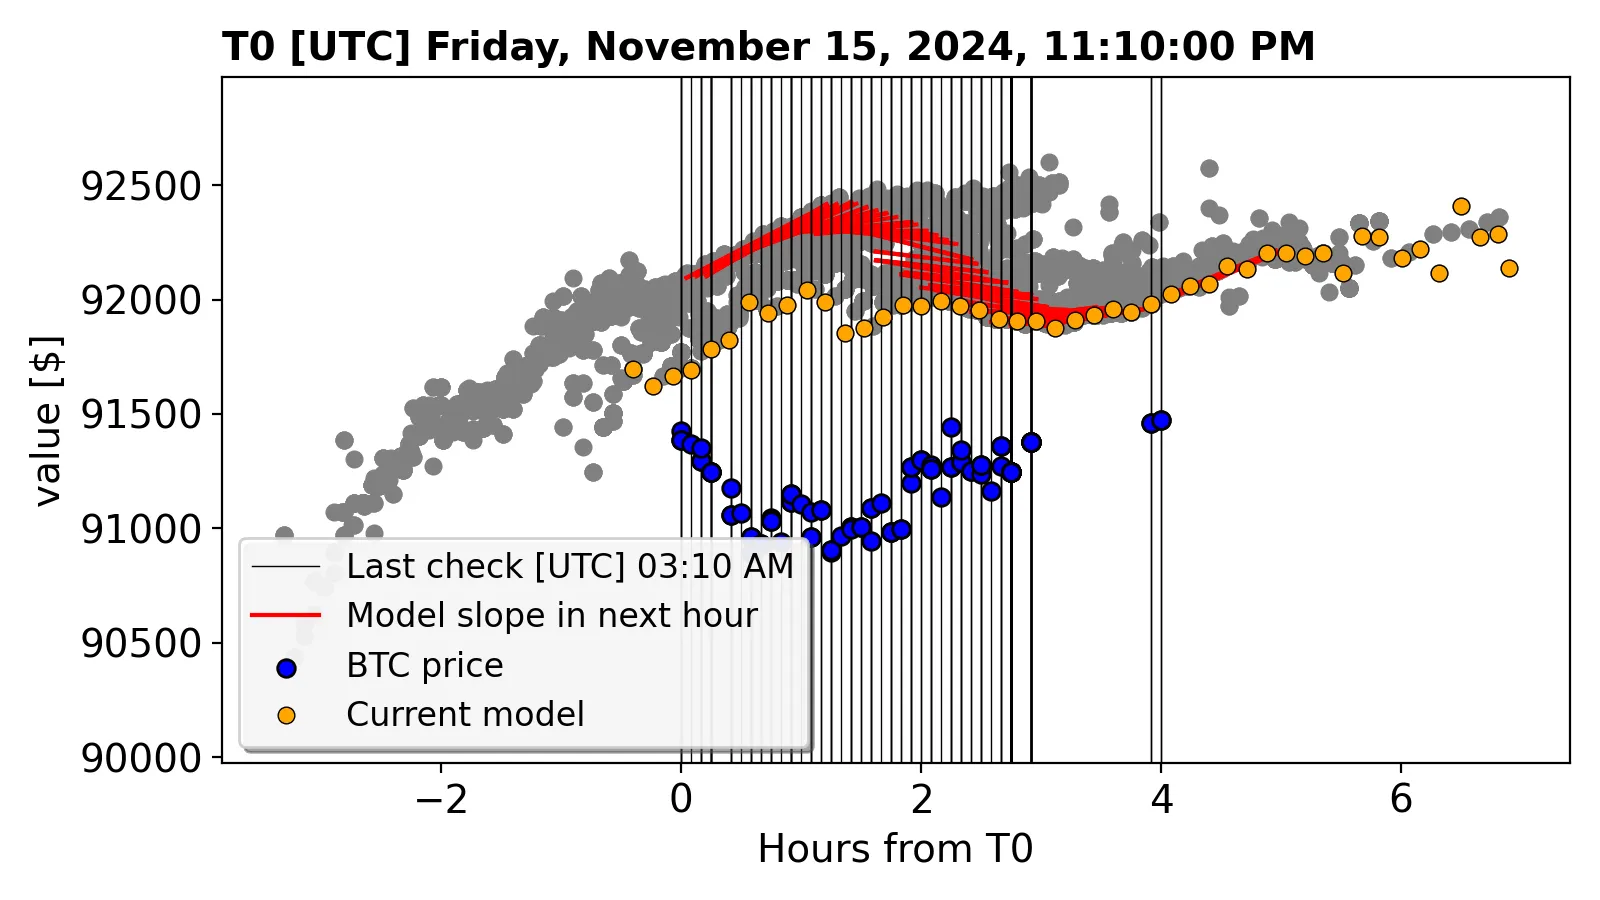 T0 [UTC] Friday, November 15, 2024, 11:10:00 PM
value [$]
92500
92000
91500
91000
90500
90000
Last check [UTC] 03:10 AM
Model slope in next hour
BTC price
Current model
−2 0 2 4 6
Hours from T0